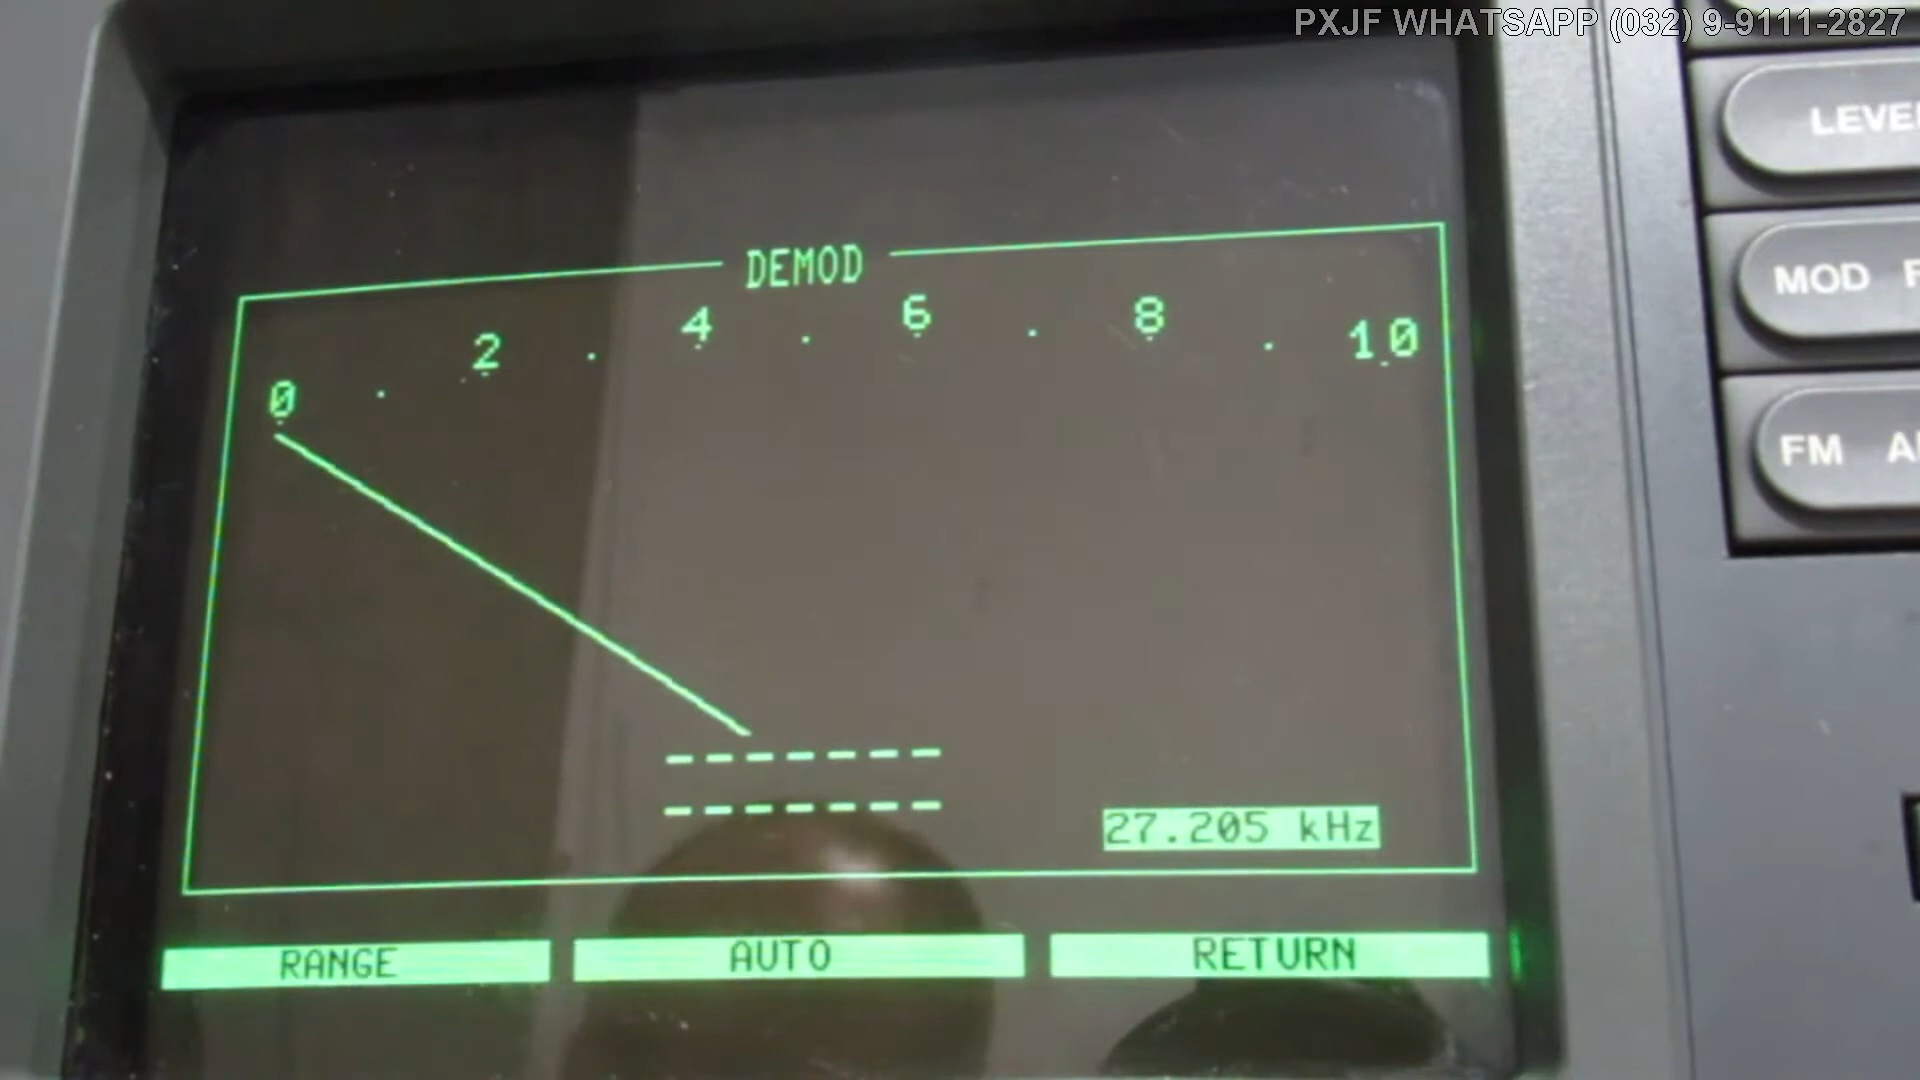 PXJF WHATSAPP (032) 9-9111-2827
LEVEL
MOD
FM
DEMOD
0 . 2 . 4 . 6 . 8 . 10
- - - - - - -
- - - - - - -
27.205 kHz
RANGE AUTO RETURN